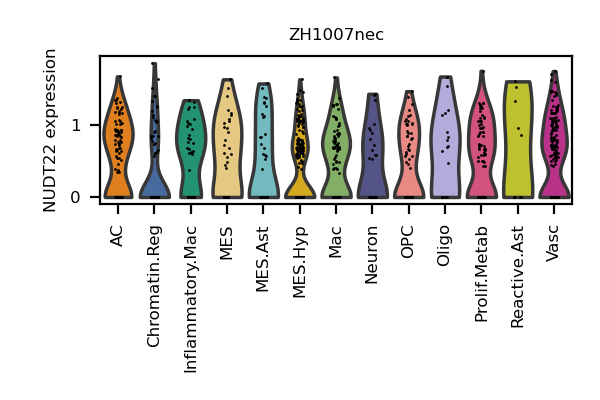 ZH1007nec
NUDT22 expression
1
0
AC
Chromatin.Reg
Inflammatory.Mac
MES
MES.Ast
MES.Hyp
Mac
Neuron
OPC
Oligo
Prolif.Metab
Reactive.Ast
Vasc